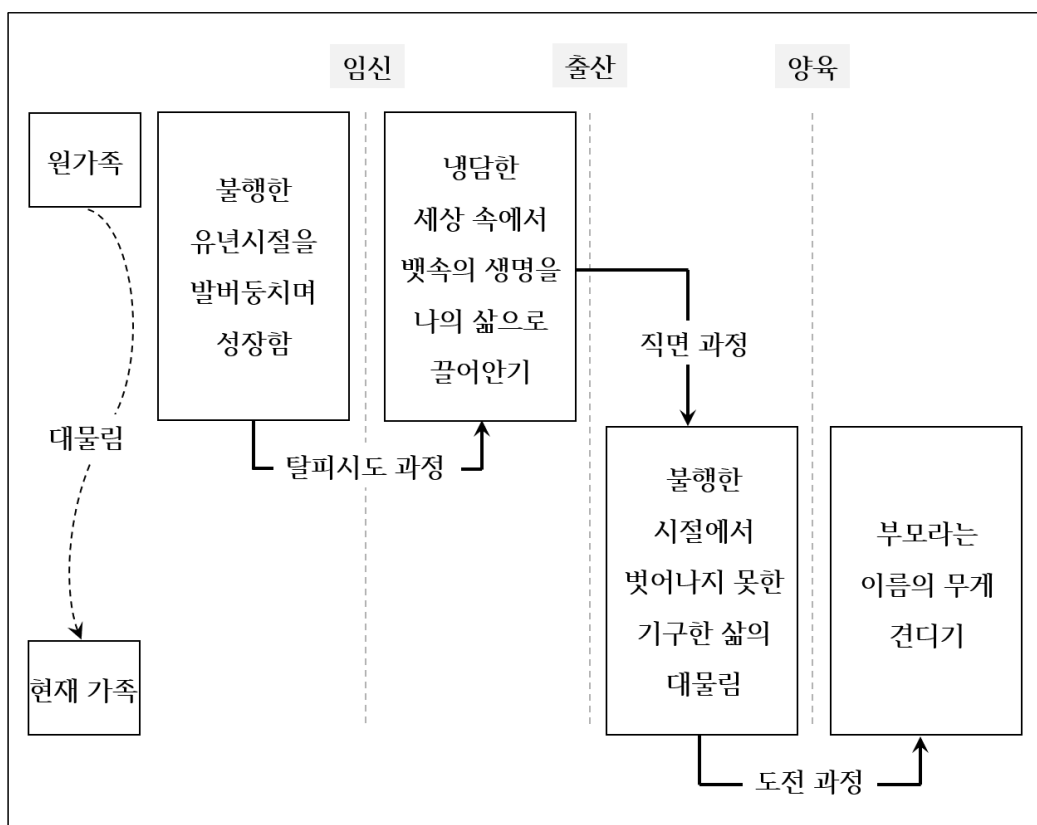 임신
출산
양육
원가족
대물림
현재 가족
불행한
유년시절을
발버둥치며
성장함
탈피시도 과정
냉담한
세상 속에서
뱃속의 생명을
나의 삶으로
끌어안기
직면 과정
불행한
시절에서
벗어나지 못한
기구한 삶의
대물림
도전 과정
부모라는
이름의 무게
견디기